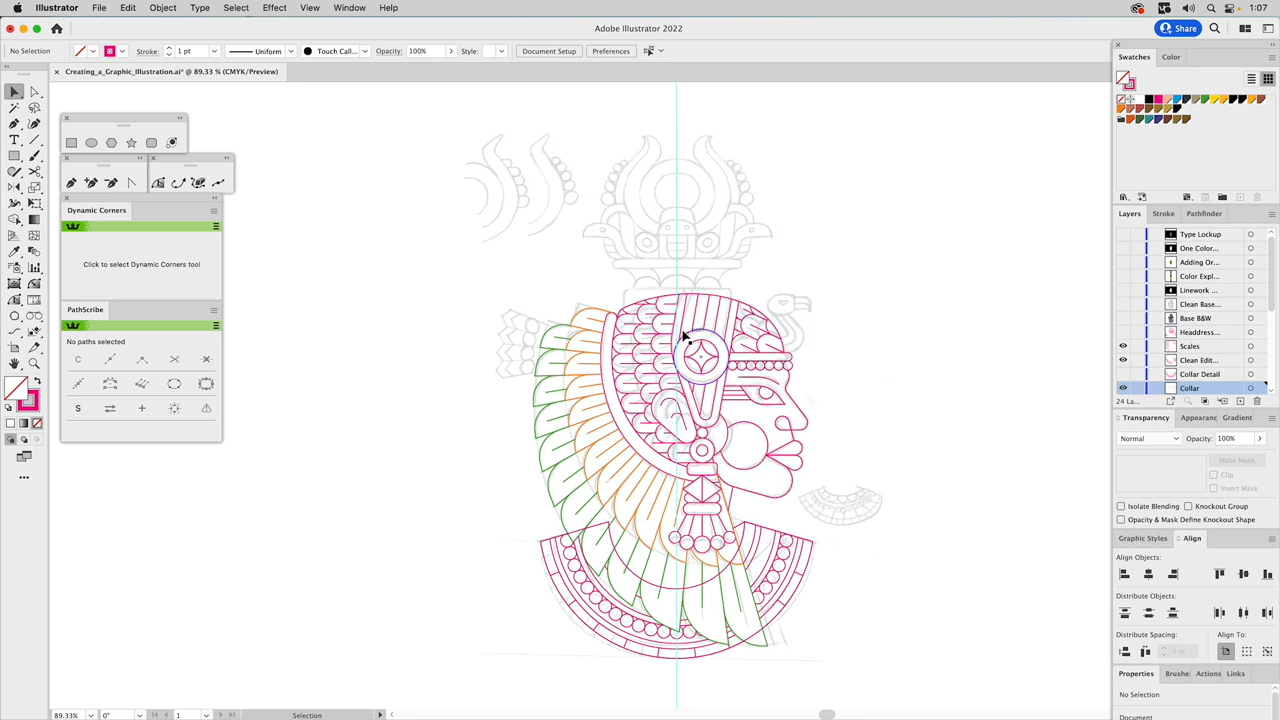 Illustrator File Edit Object Type Select Effect View Window Help 1:07
Adobe Illustrator 2022
Share
No Selection Stroke: 1 pt Uniform Touch Call... Opacity: 100% Style: Document Setup Preferences
Creating_a_Graphic_Illustration.ai* @ 89.33 % (CMYK/Preview)
Dynamic Corners
Click to select Dynamic Corners tool
PathScribe
No paths selected
Swatches Color
Layers Stroke Pathfinder
Type Lockup
One Color...
Adding Or...
Color Expl...
Linework ...
Clean Base...
Base B&W
Headdress...
Scales
Clean Edit...
Collar Detail
Collar
24 La...
Transparency Appearanc Gradient
Normal Opacity: 100%
Make Mask
Clip
Invert Mask
Isolate Blending Knockout Group
Opacity & Mask Define Knockout Shape
Graphic Styles Align
Align Objects:
Distribute Objects:
Distribute Spacing: Align To:
0 pt
Properties Brushe Actions Links
No Selection
Document
89.33% 0° 1 Selection